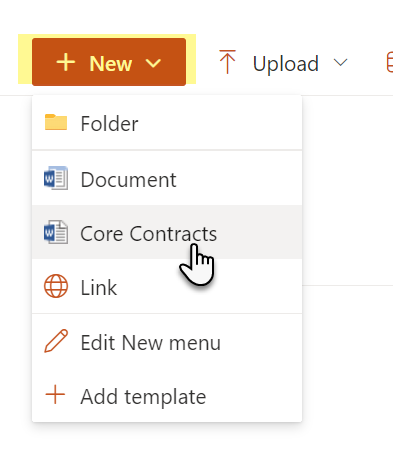 New
Upload
Folder
Document
Core Contracts
Link
Edit New menu
Add template